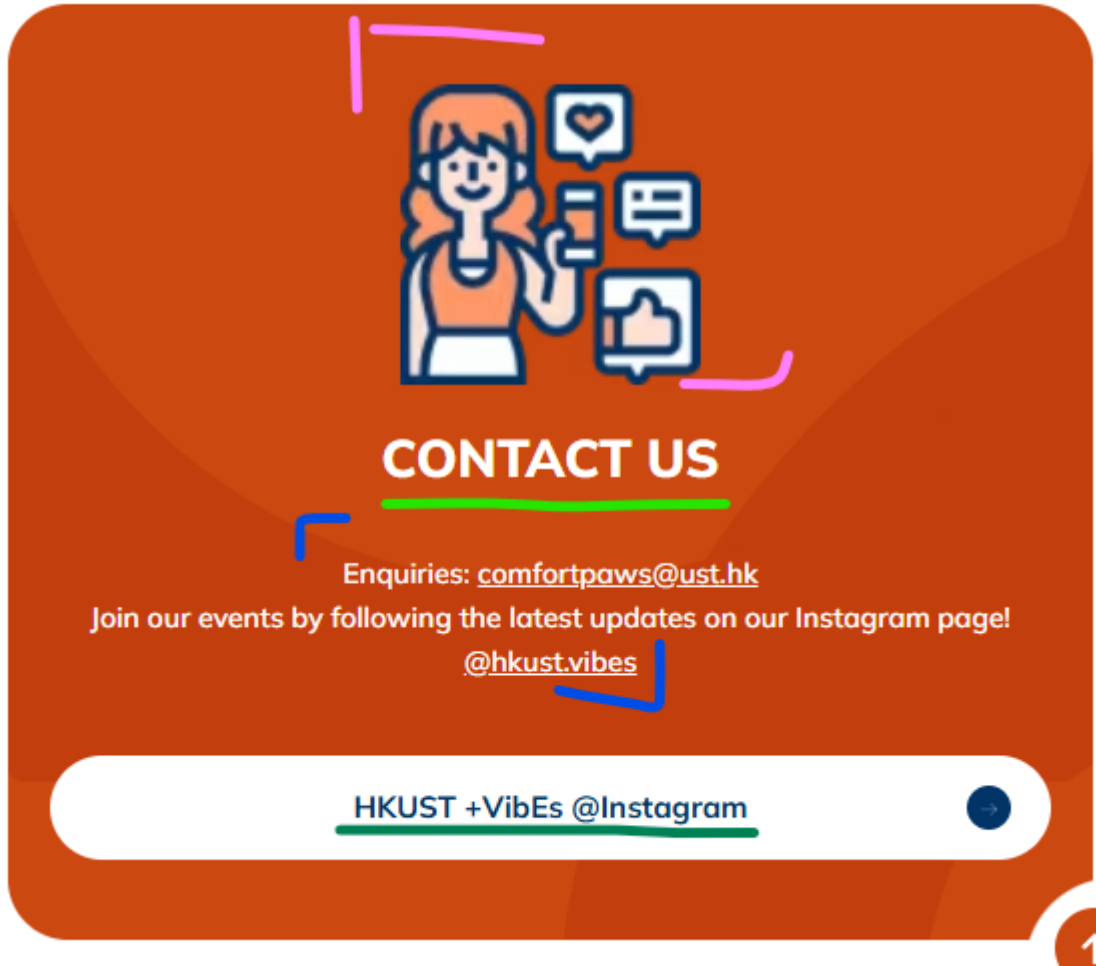 CONTACT US
Enquiries: comfortpaws@ust.hk
Join our events by following the latest updates on our Instagram page!
@hkust.vibes
HKUST +VibEs @Instagram